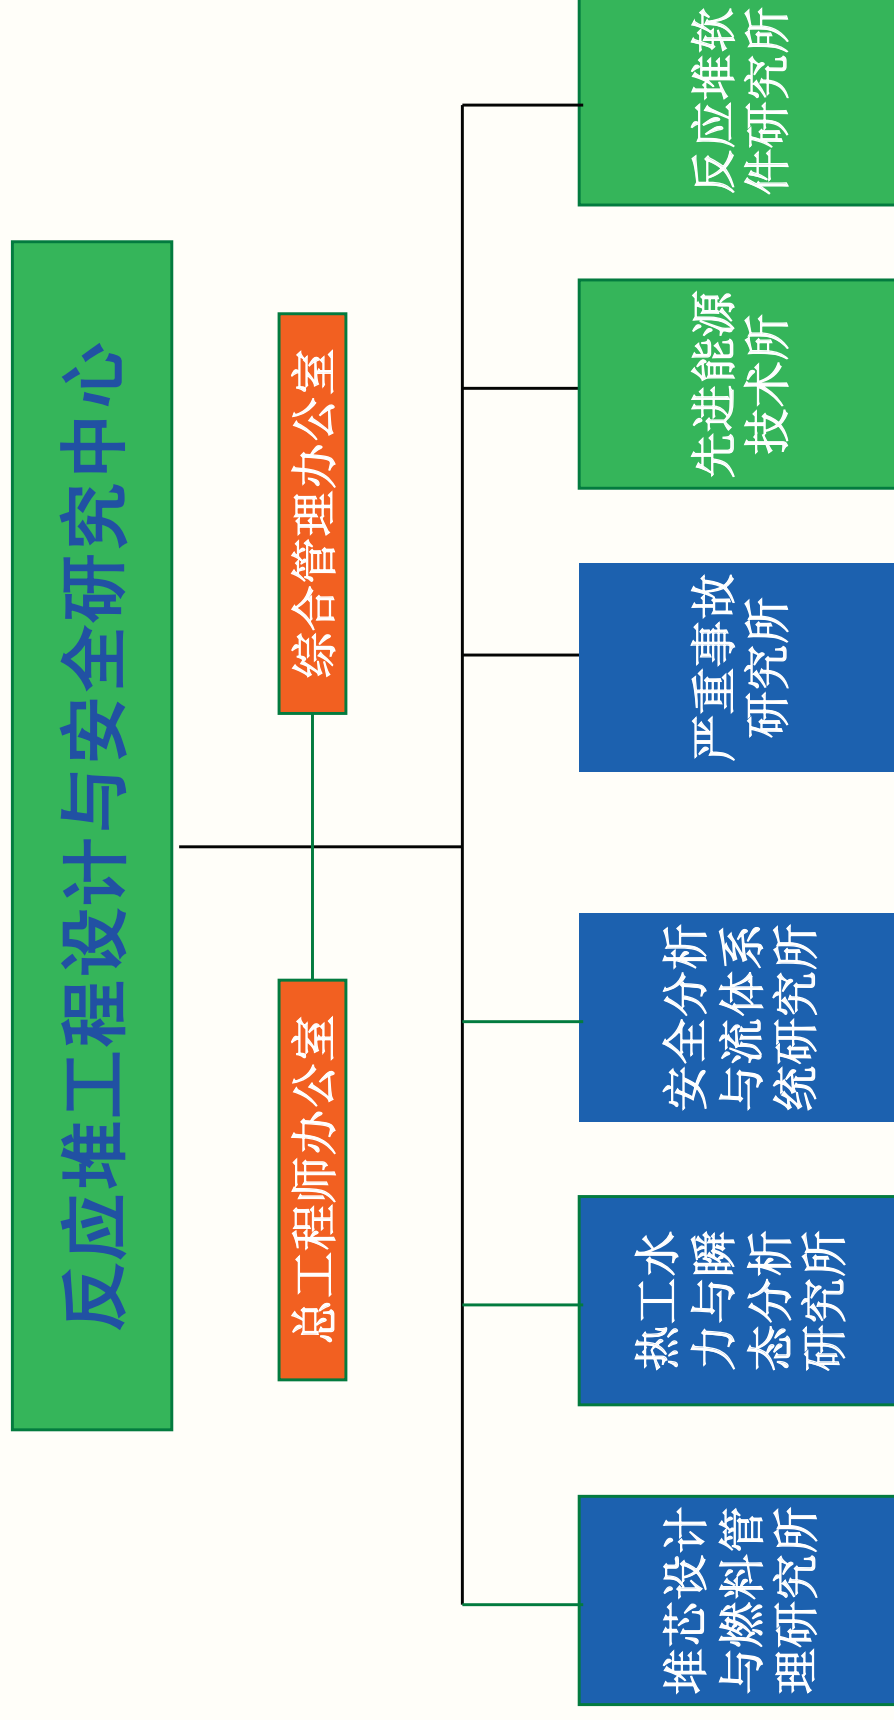 反应堆工程设计与安全研究中心
总工程师办公室
综合管理办公室
堆芯设计
与燃料管
理研究所
热工水
力与瞬
态分析
研究所
安全分析
与流体系
统研究所
严重事故
研究所
先进能源
技术所
反应堆软
件研究所